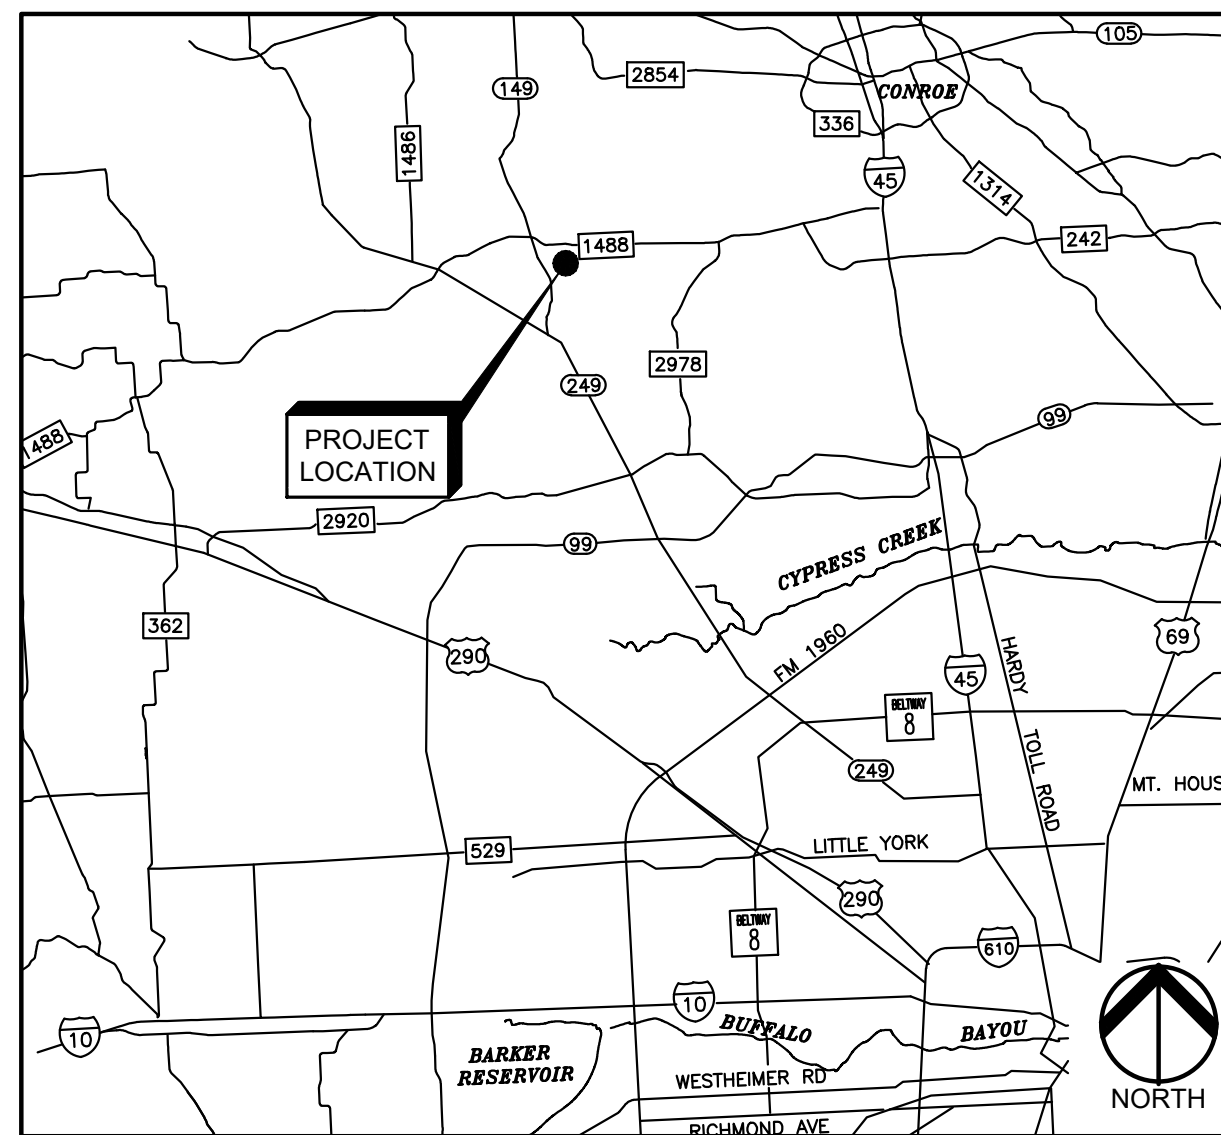 105
149
2854
CONROE
336
1486
45
1314
1488
242
2978
249
99
PROJECT
LOCATION
1488
2920
99
CYPRESS CREEK
362
290
FM 1960
HARDY
69
45
BELTWAY
8
TOLL ROAD
249
MT. HOUS
529
LITTLE YORK
290
BELTWAY
8
610
10
10
BUFFALO
BAYOU
BARKER
RESERVOIR
WESTHEIMER RD
RICHMOND AVE
NORTH